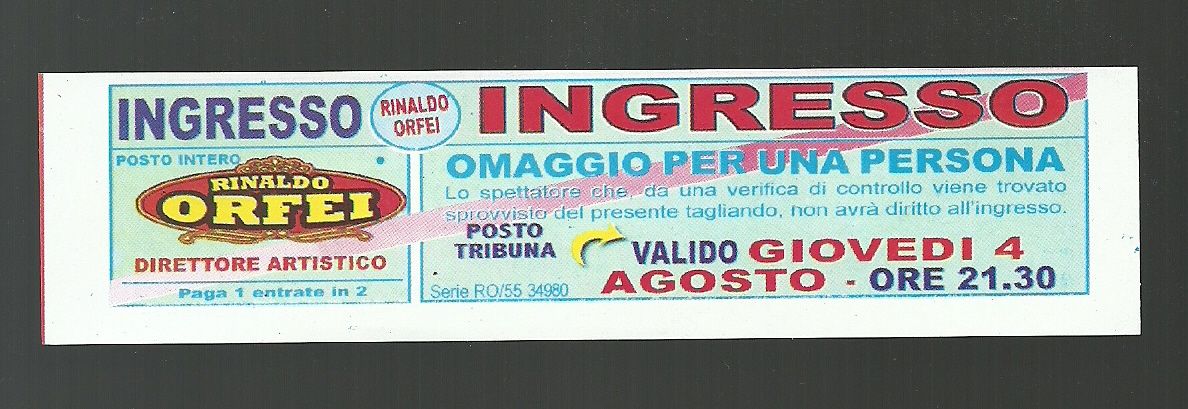 INGRESSO
RINALDO
ORFEI
INGRESSO
POSTO INTERO
RINALDO
ORFEI
DIRETTORE ARTISTICO
Paga 1 entrate in 2
OMAGGIO PER UNA PERSONA
Lo spettatore che, da una verifica di controllo viene trovato
sprovvisto del presente tagliando, non avrà diritto all'ingresso.
POSTO
TRIBUNA
VALIDO GIOVEDI 4
AGOSTO - ORE 21.30
Serie RO/55 34980